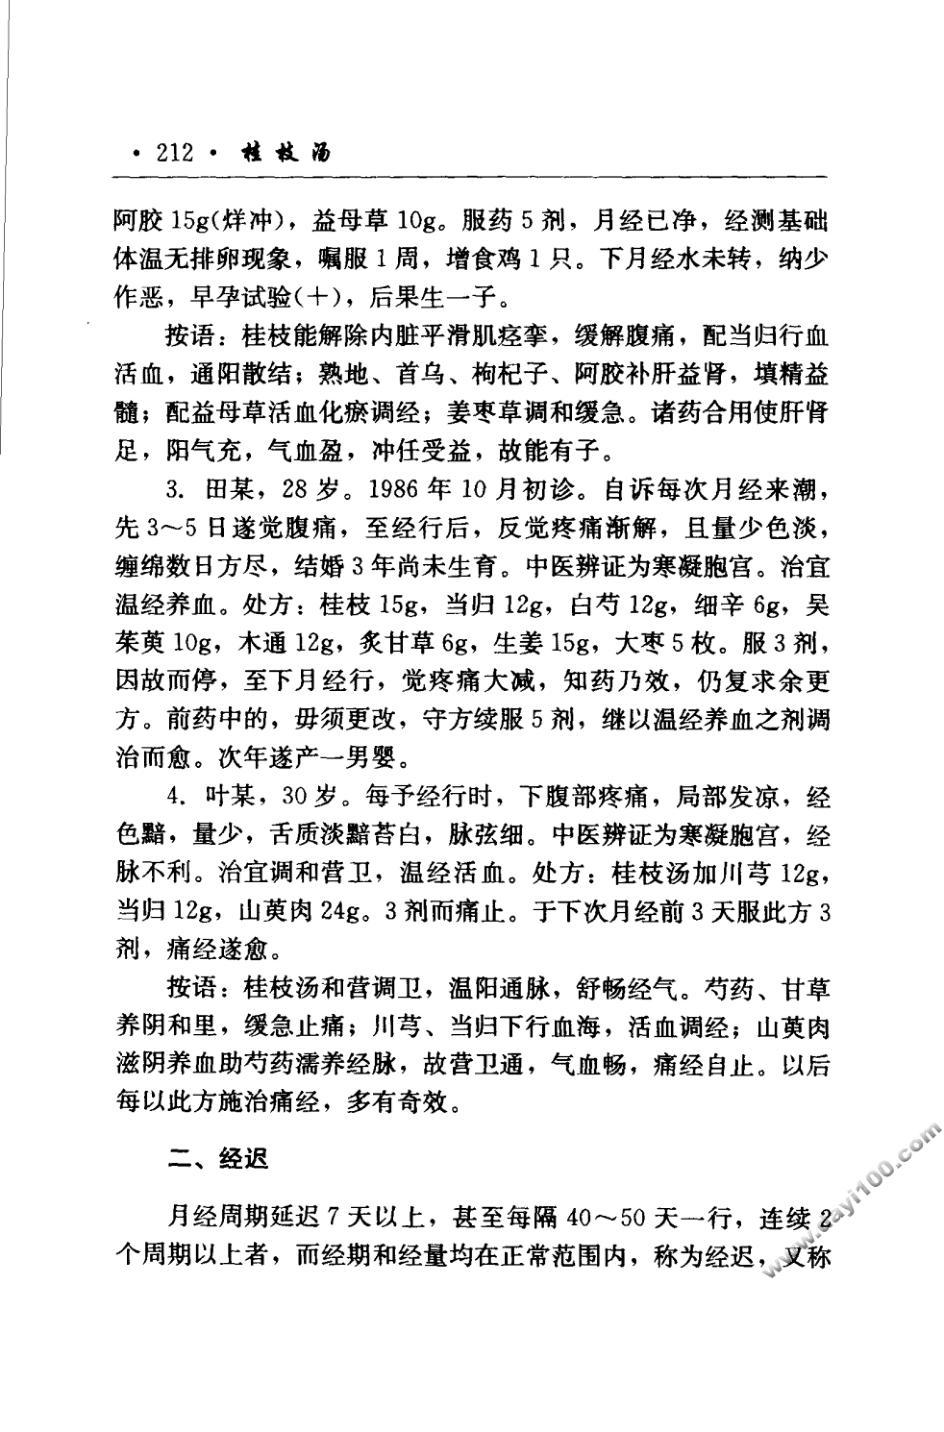 · 212 · 桂枝汤
阿胶 15g(烊冲)，益母草 10g。服药 5 剂，月经已净，经测基础
体温无排卵现象，嘱服 1 周，增食鸡 1 只。下月经水未转，纳少
作恶，早孕试验(十)，后果生一子。
按语：桂枝能解除内脏平滑肌痉挛，缓解腹痛，配当归行血
活血，通阳散结；熟地、首乌、枸杞子、阿胶补肝益肾，填精益
髓；配益母草活血化瘀调经；姜枣草调和缓急。诸药合用使肝肾
足，阳气充，气血盈，冲任受益，故能有子。
3. 田某，28 岁。1986 年 10 月初诊。自诉每次月经来潮，
先 3～5 日遂觉腹痛，至经行后，反觉疼痛渐解，且量少色淡，
缠绵数日方尽，结婚 3 年尚未生育。中医辨证为寒凝胞宫。治宜
温经养血。处方：桂枝 15g，当归 12g，白芍 12g，细辛 6g，吴
茱萸 10g，木通 12g，炙甘草 6g，生姜 15g，大枣 5 枚。服 3 剂，
因故而停，至下月经行，觉疼痛大减，知药乃效，仍复求余更
方。前药中的，毋须更改，守方续服 5 剂，继以温经养血之剂调
治而愈。次年遂产一男婴。
4. 叶某，30 岁。每予经行时，下腹部疼痛，局部发凉，经
色黯，量少，舌质淡黯苔白，脉弦细。中医辨证为寒凝胞宫，经
脉不利。治宜调和营卫，温经活血。处方：桂枝汤加川芎 12g，
当归 12g，山萸肉 24g。3 剂而痛止。于下次月经前 3 天服此方 3
剂，痛经遂愈。
按语：桂枝汤和营调卫，温阳通脉，舒畅经气。芍药、甘草
养阴和里，缓急止痛；川芎、当归下行血海，活血调经；山萸肉
滋阴养血助芍药濡养经脉，故营卫通，气血畅，痛经自止。以后
每以此方施治痛经，多有奇效。
二、经迟
月经周期延迟 7 天以上，甚至每隔 40～50 天一行，连续 2
个周期以上者，而经期和经量均在正常范围内，称为经迟，又称
www.dayi100.com